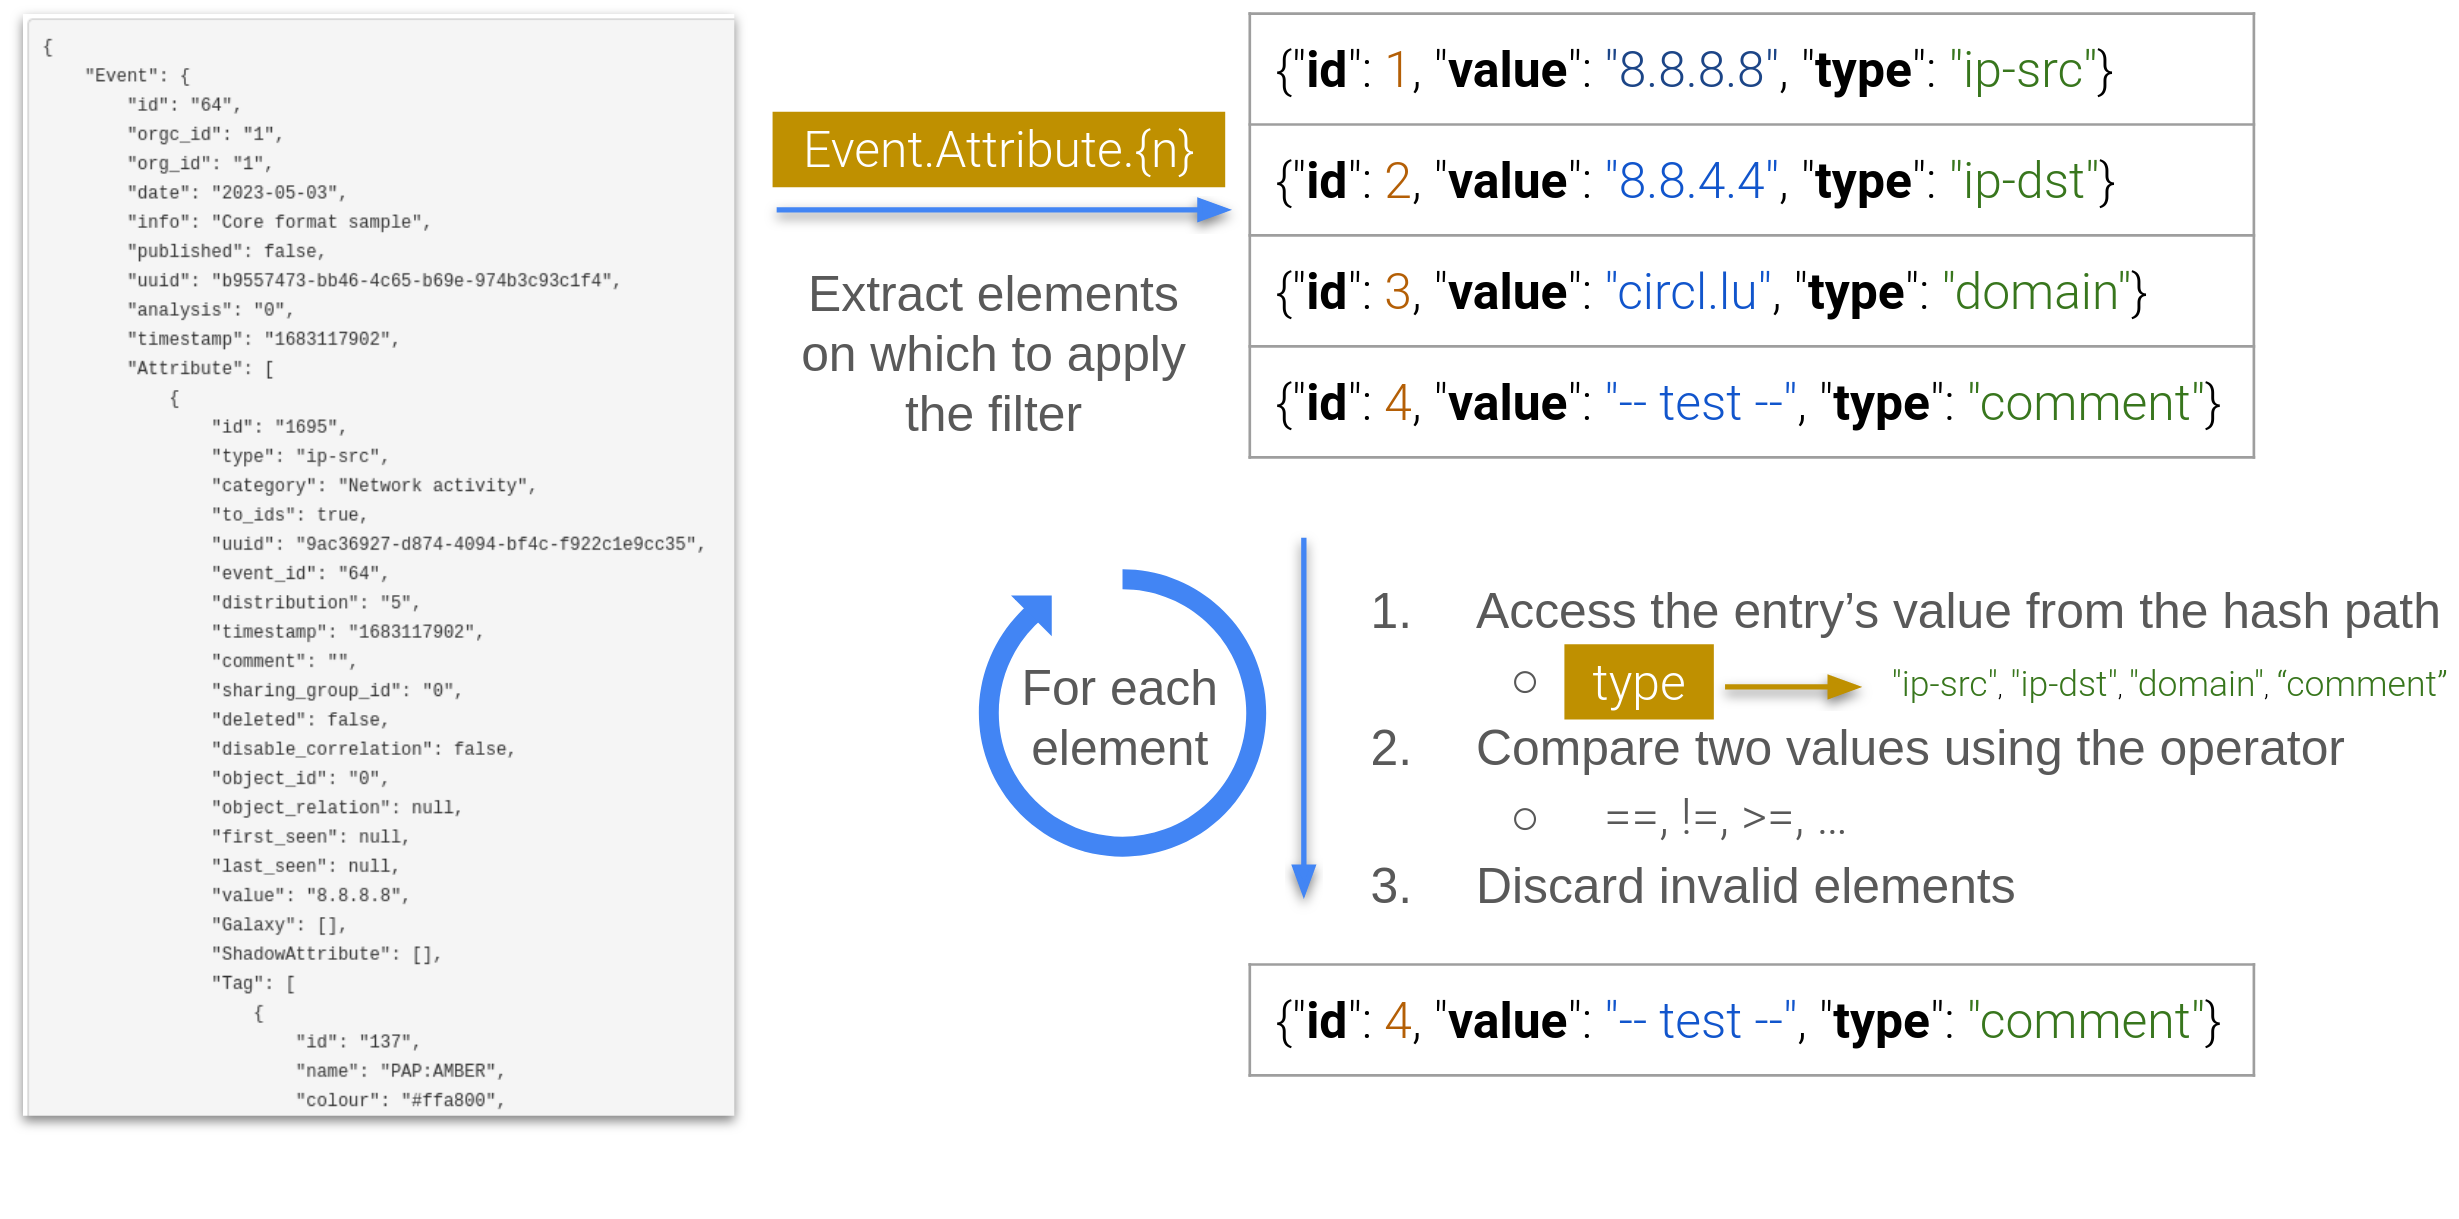 {
"Event": {
"id": "64",
"orgc_id": "1",
"org_id": "1",
"date": "2023-05-03",
"info": "Core format sample",
"published": false,
"uuid": "b9557473-bb46-4c65-b69e-974b3c93c1f4",
"analysis": "0",
"timestamp": "1683117902",
"Attribute": [
{
"id": "1695",
"type": "ip-src",
"category": "Network activity",
"to_ids": true,
"uuid": "9ac36927-d874-4094-bf4c-f922c1e9cc35",
"event_id": "64",
"distribution": "5",
"timestamp": "1683117902",
"comment": "",
"sharing_group_id": "0",
"deleted": false,
"disable_correlation": false,
"object_id": "0",
"object_relation": null,
"first_seen": null,
"last_seen": null,
"value": "8.8.8.8",
"Galaxy": [],
"ShadowAttribute": [],
"Tag": [
{
"id": "137",
"name": "PAP:AMBER",
"colour": "#ffa800",
Event.Attribute.{n}
Extract elements
on which to apply
the filter
{"id": 1, "value": "8.8.8.8", "type": "ip-src"}
{"id": 2, "value": "8.8.4.4", "type": "ip-dst"}
{"id": 3, "value": "circl.lu", "type": "domain"}
{"id": 4, "value": "-- test --", "type": "comment"}
For each
element
1. Access the entry’s value from the hash path
○ type "ip-src", "ip-dst", "domain", “comment”
2. Compare two values using the operator
○ ==, !=, >=, ...
3. Discard invalid elements
{"id": 4, "value": "-- test --", "type": "comment"}